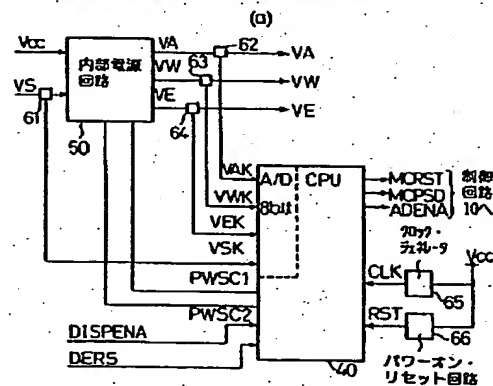 (a)
Vcc
VS
61
内部電源
回路
50
VA
VW
VE
62
63
64
VA
VW
VE
VAK
VWK
VEK
VSK
PWSC1
PWSC2
DISPENA
DERS
A/D
8bit
CPU
40
MCRST
MCPSD
ADENA
制御
回路
10へ
クロック・
ジェネレータ
Vcc
CLK
65
RST
66
パワーオン・
リセット回路